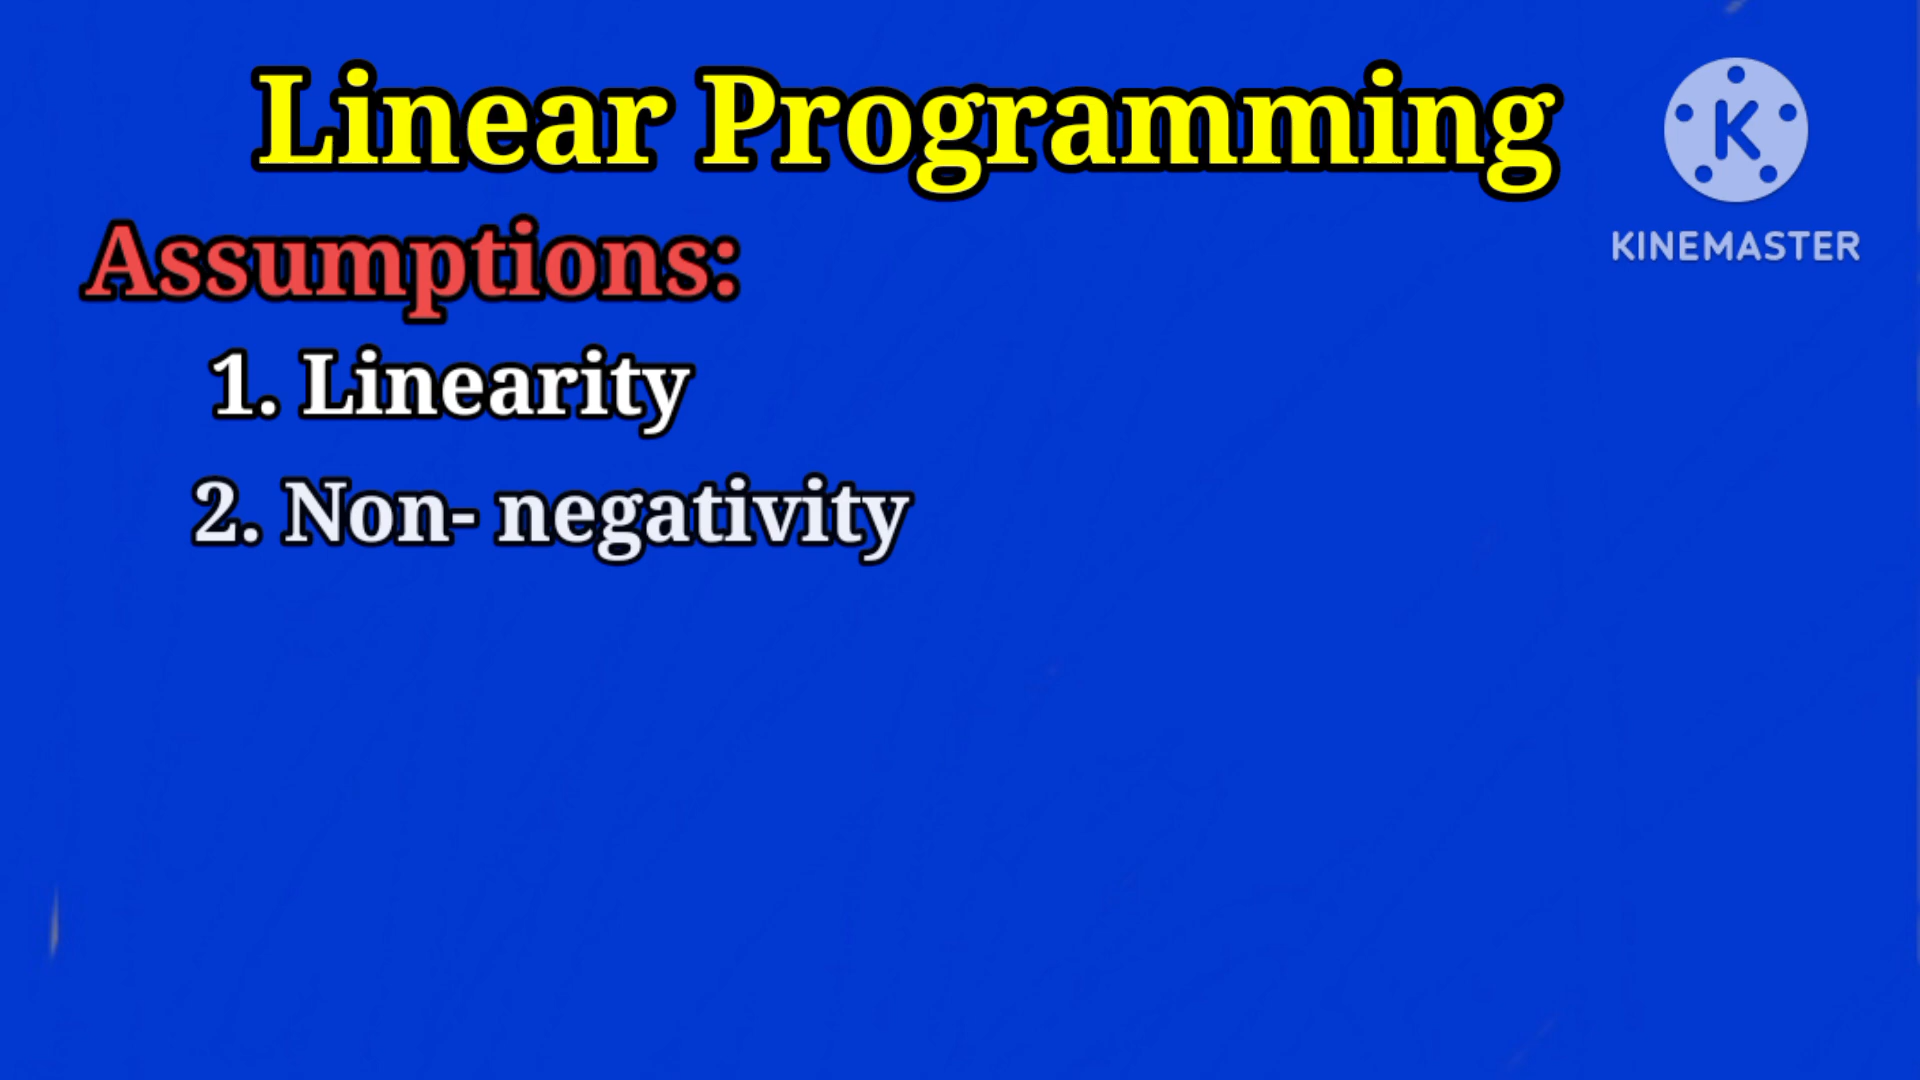 Linear Programming
KINEMASTER
Assumptions:
1. Linearity
2. Non- negativity